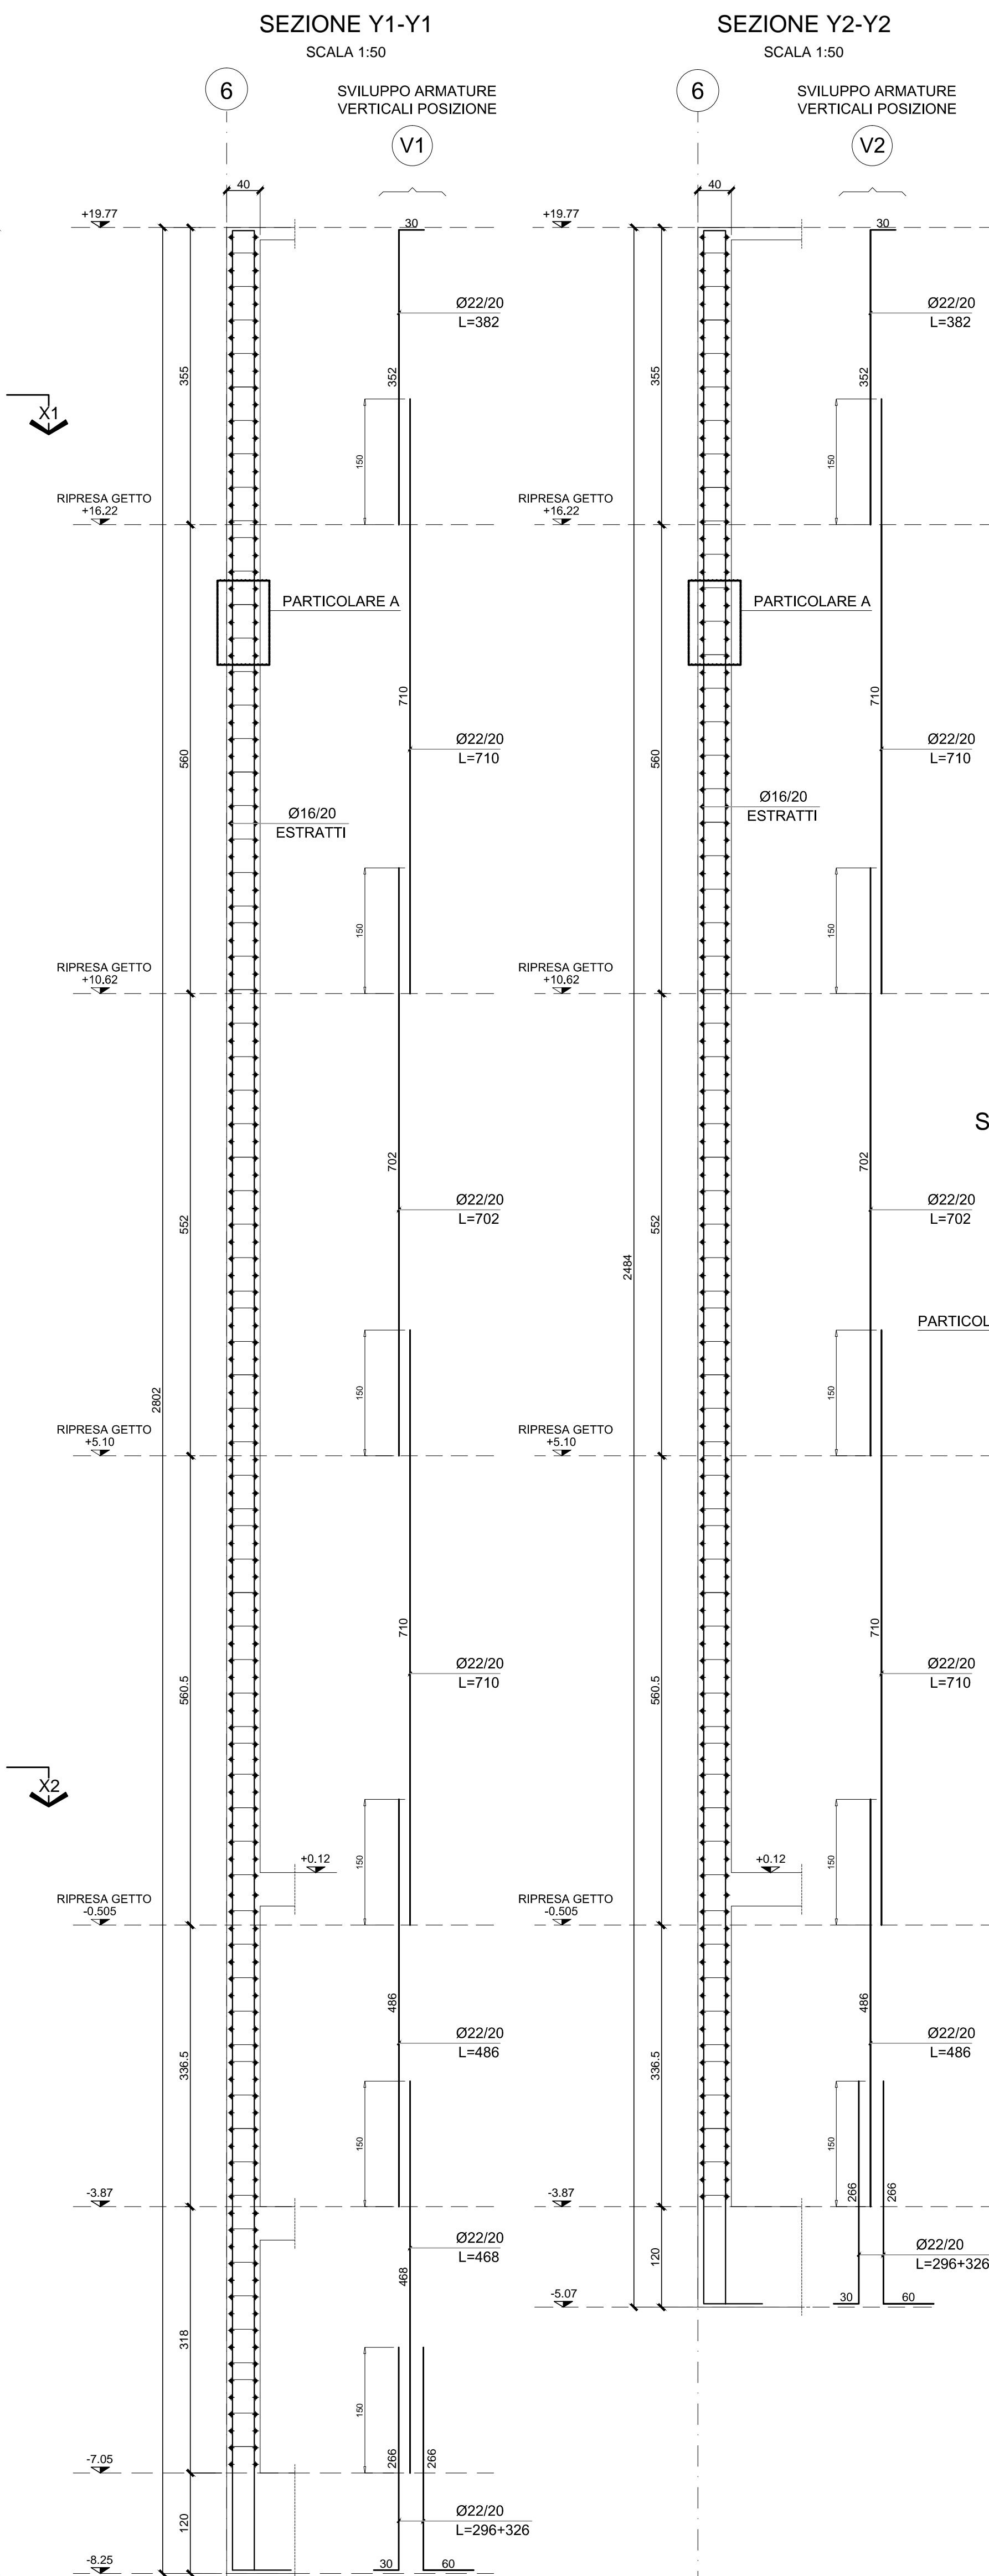 SEZIONE Y1-Y1
SCALA 1:50
6
SVILUPPO ARMATURE
VERTICALI POSIZIONE
V1
40
+19.77
30
Ø22/20
L=382
355
352
X1
150
RIPRESA GETTO
+16.22
PARTICOLARE A
710
560
Ø22/20
L=710
Ø16/20
ESTRATTI
150
RIPRESA GETTO
+10.62
702
552
Ø22/20
L=702
2802
150
RIPRESA GETTO
+5.10
710
560.5
Ø22/20
L=710
X2
150
+0.12
RIPRESA GETTO
-0.505
486
336.5
Ø22/20
L=486
150
-3.87
468
Ø22/20
L=468
318
150
266
266
-7.05
120
Ø22/20
L=296+326
30
60
-8.25
SEZIONE Y2-Y2
SCALA 1:50
6
SVILUPPO ARMATURE
VERTICALI POSIZIONE
V2
40
+19.77
30
Ø22/20
L=382
355
352
150
RIPRESA GETTO
+16.22
PARTICOLARE A
710
560
Ø22/20
L=710
Ø16/20
ESTRATTI
150
RIPRESA GETTO
+10.62
S
702
552
Ø22/20
L=702
2484
PARTICOL
150
RIPRESA GETTO
+5.10
710
560.5
Ø22/20
L=710
150
+0.12
RIPRESA GETTO
-0.505
486
336.5
Ø22/20
L=486
150
266
266
-3.87
120
Ø22/20
L=296+326
30
60
-5.07